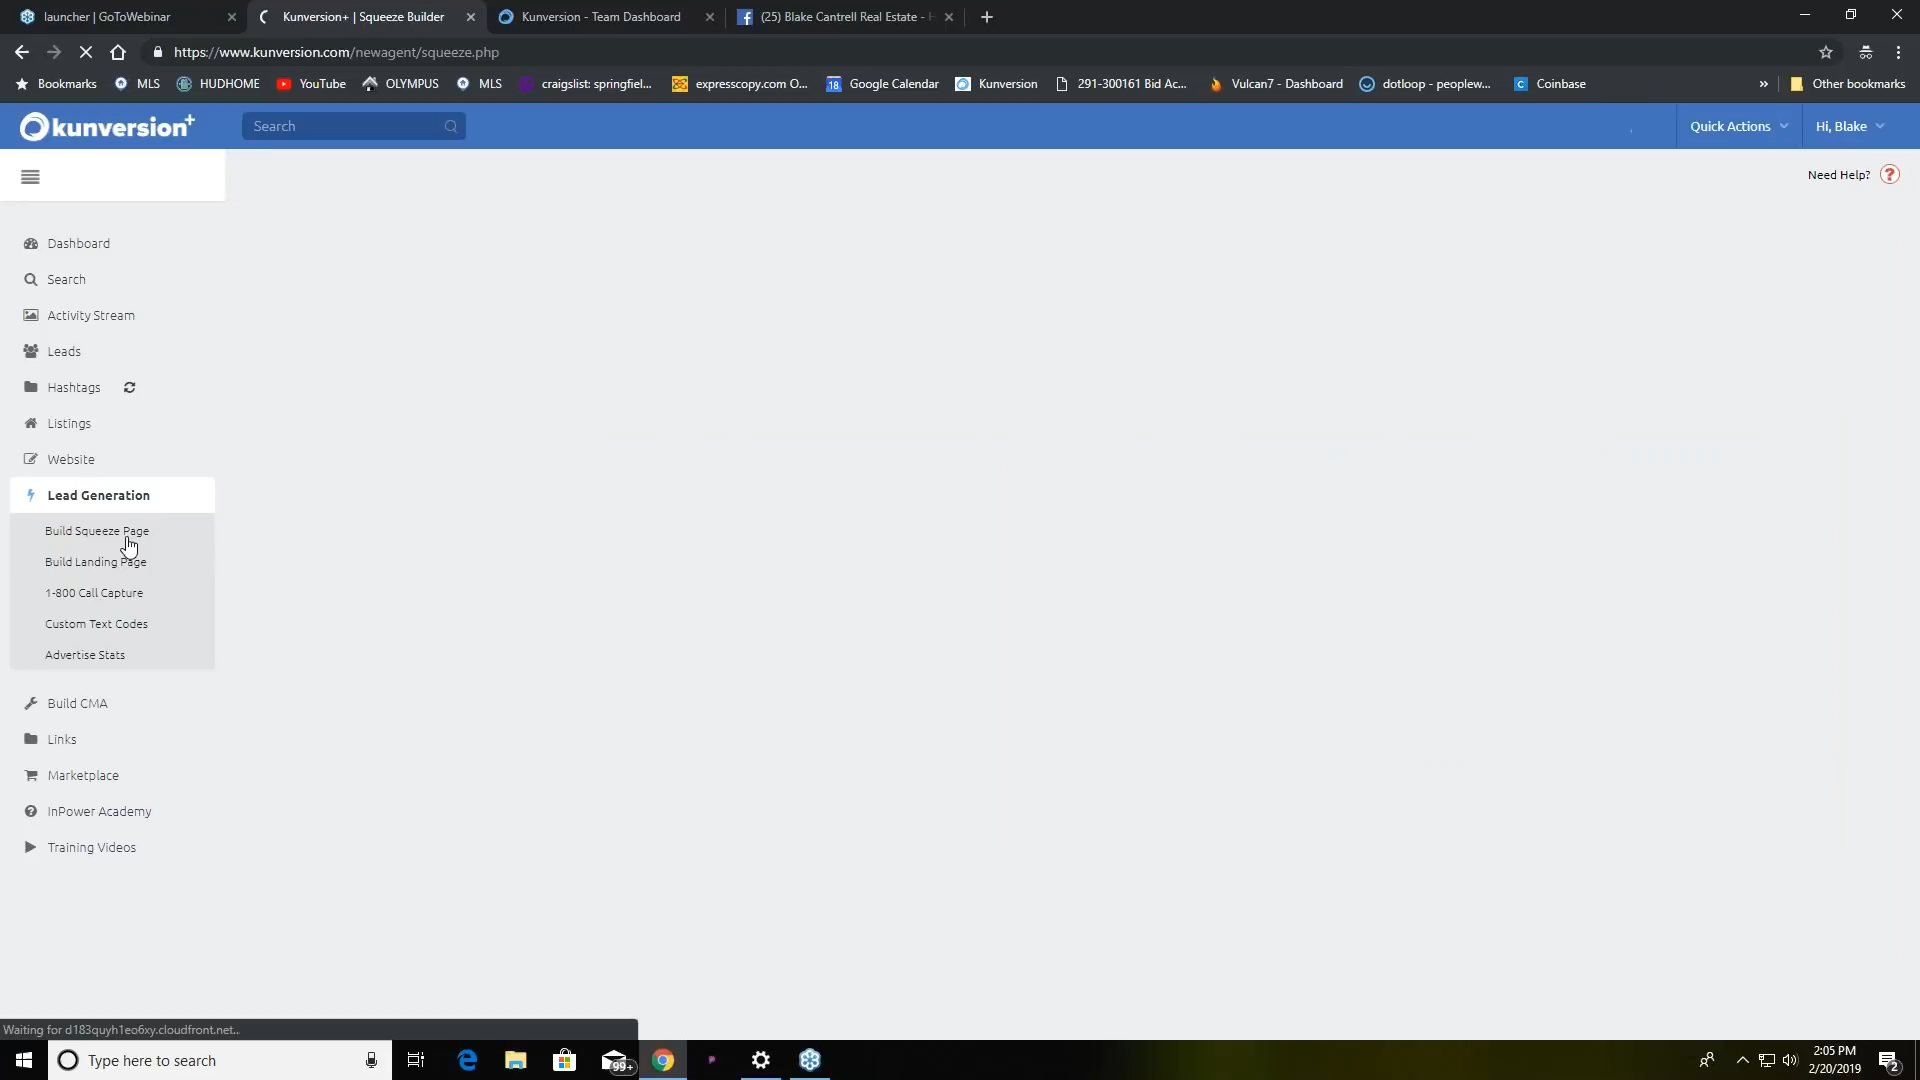 launcher | GoToWebinar
Kunversion+ | Squeeze Builder
Kunversion - Team Dashboard
(25) Blake Cantrell Real Estate - H
https://www.kunversion.com/newagent/squeeze.php
Bookmarks
MLS
HUDHOME
YouTube
OLYMPUS
MLS
craigslist: springfiel...
expresscopy.com O...
18
Google Calendar
Kunversion
291-300161 Bid Ac...
Vulcan7 - Dashboard
dotloop - peoplew...
Coinbase
»
Other bookmarks
kunversion+
Search
Quick Actions
Hi, Blake
Need Help? ?
Dashboard
Search
Activity Stream
Leads
Hashtags
Listings
Website
Lead Generation
Build Squeeze Page
Build Landing Page
1-800 Call Capture
Custom Text Codes
Advertise Stats
Build CMA
Links
Marketplace
InPower Academy
Training Videos
Waiting for d183quyh1eo6xy.cloudfront.net...
Type here to search
99+
2:05 PM
2/20/2019
2